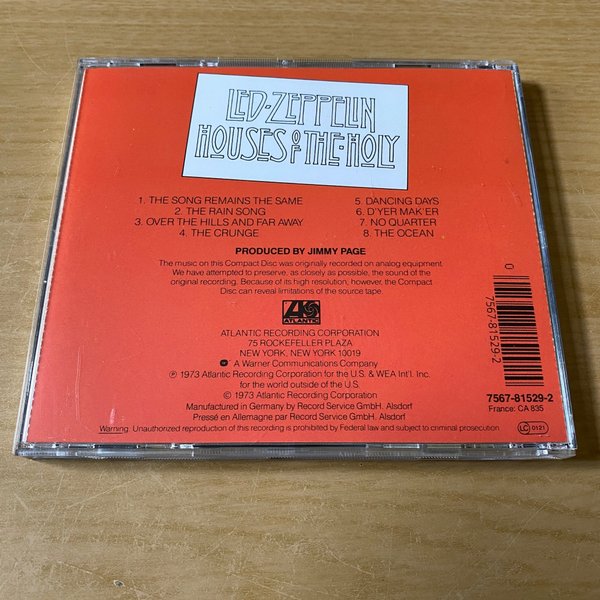 LED·ZEPPELIN
HOUSES OF·THE·HOLY
1. THE SONG REMAINS THE SAME
2. THE RAIN SONG
3. OVER THE HILLS AND FAR AWAY
4. THE CRUNGE
5. DANCING DAYS
6. D'YER MAK'ER
7. NO QUARTER
8. THE OCEAN
PRODUCED BY JIMMY PAGE
The music on this Compact Disc was originally recorded on analog equipment.
We have attempted to preserve, as closely as possible, the sound of the
original recording. Because of its high resolution, however, the Compact
Disc can reveal limitations of the source tape.
ATLANTIC
ATLANTIC RECORDING CORPORATION
75 ROCKEFELLER PLAZA
NEW YORK, NEW YORK 10019
A Warner Communications Company
℗ 1973 Atlantic Recording Corporation for the U.S. & WEA Int'l. Inc.
for the world outside of the U.S.
© 1973 Atlantic Recording Corporation
Manufactured in Germany by Record Service GmbH. Alsdorf
Pressé en Allemagne par Record Service GmbH. Alsdorf
Warning: Unauthorized reproduction of this recording is prohibited by Federal law and subject to criminal prosecution
0
7567-81529-2
7567-81529-2
France: CA 835
LC 0121